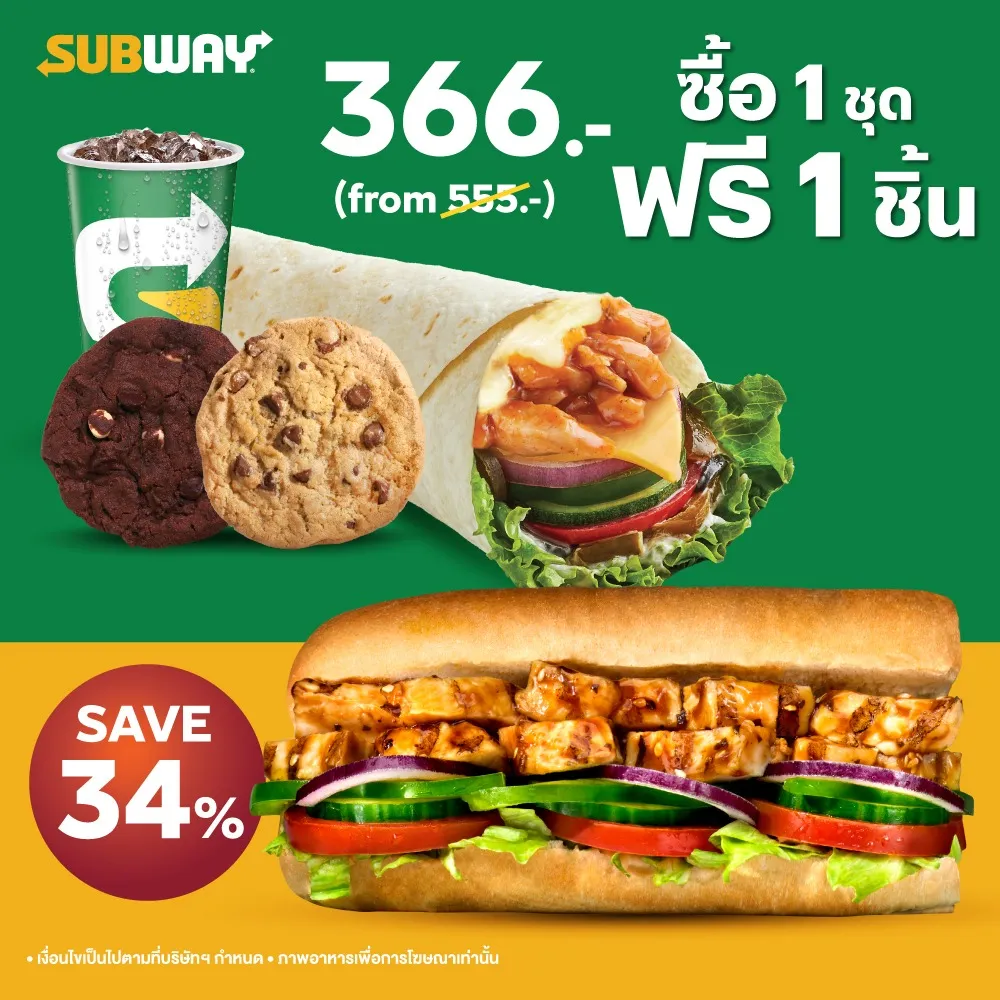 SUBWAY
366.-
(from 555.-)
ซื้อ 1 ชุด
ฟรี 1 ชิ้น
SAVE
34%
• เงื่อนไขเป็นไปตามที่บริษัทฯ กำหนด • ภาพอาหารเพื่อการโฆษณาเท่านั้น